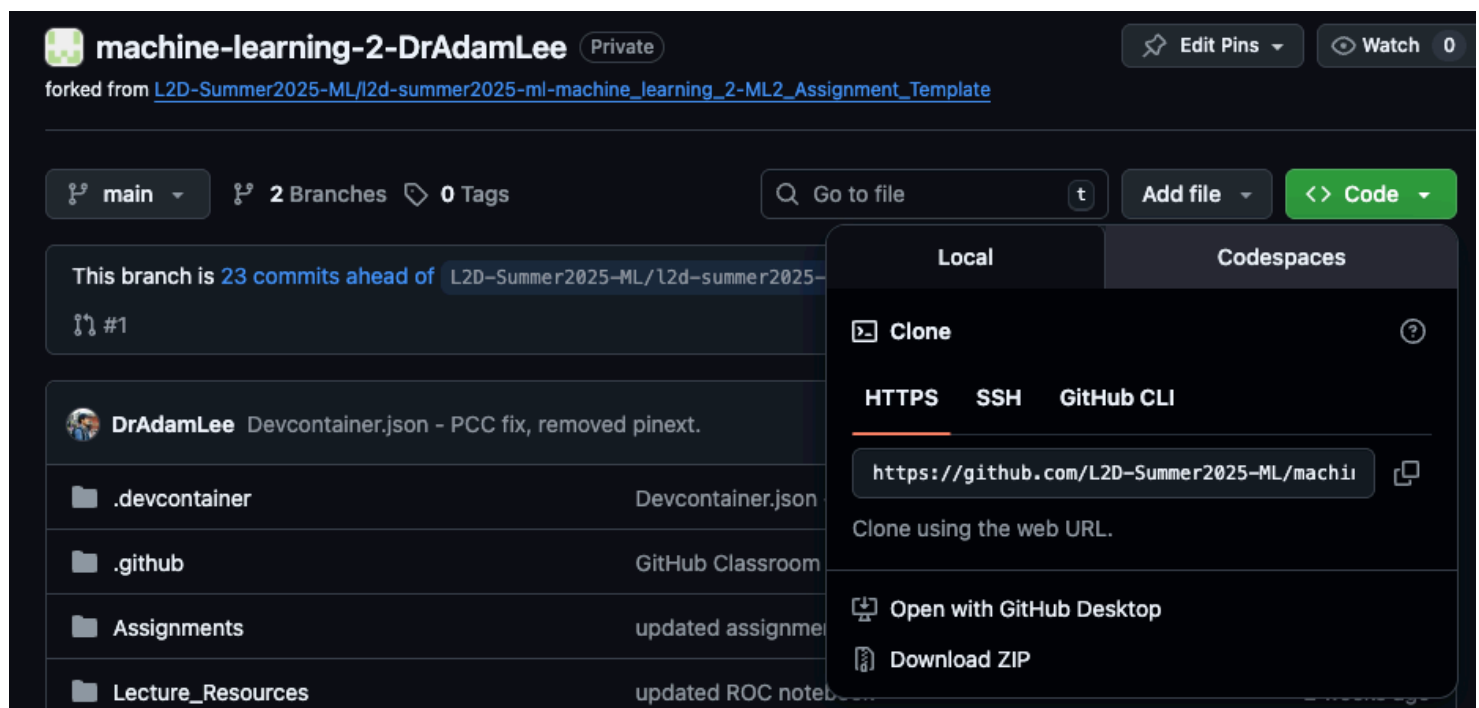 machine-learning-2-DrAdamLee Private Edit Pins Watch 0
forked from L2D-Summer2025-ML/l2d-summer2025-ml-machine_learning_2-ML2_Assignment_Template
main 2 Branches 0 Tags Go to file t Add file <> Code
Local Codespaces
This branch is 23 commits ahead of L2D-Summer2025-ML/l2d-summer2025-
#1
Clone
HTTPS SSH GitHub CLI
DrAdamLee Devcontainer.json - PCC fix, removed pinext.
https://github.com/L2D-Summer2025-ML/machin
.devcontainer Devcontainer.json
Clone using the web URL.
.github GitHub Classroom
Open with GitHub Desktop
Assignments updated assignme
Download ZIP
Lecture_Resources updated ROC noteb